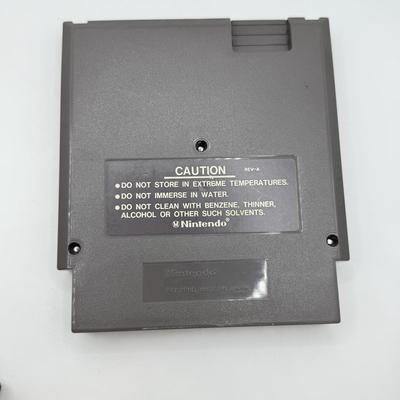 CAUTION
REV-A
●DO NOT STORE IN EXTREME TEMPERATURES.
●DO NOT IMMERSE IN WATER.
●DO NOT CLEAN WITH BENZENE, THINNER,
ALCOHOL OR OTHER SUCH SOLVENTS.
Ⓜ Nintendo®
Nintendo